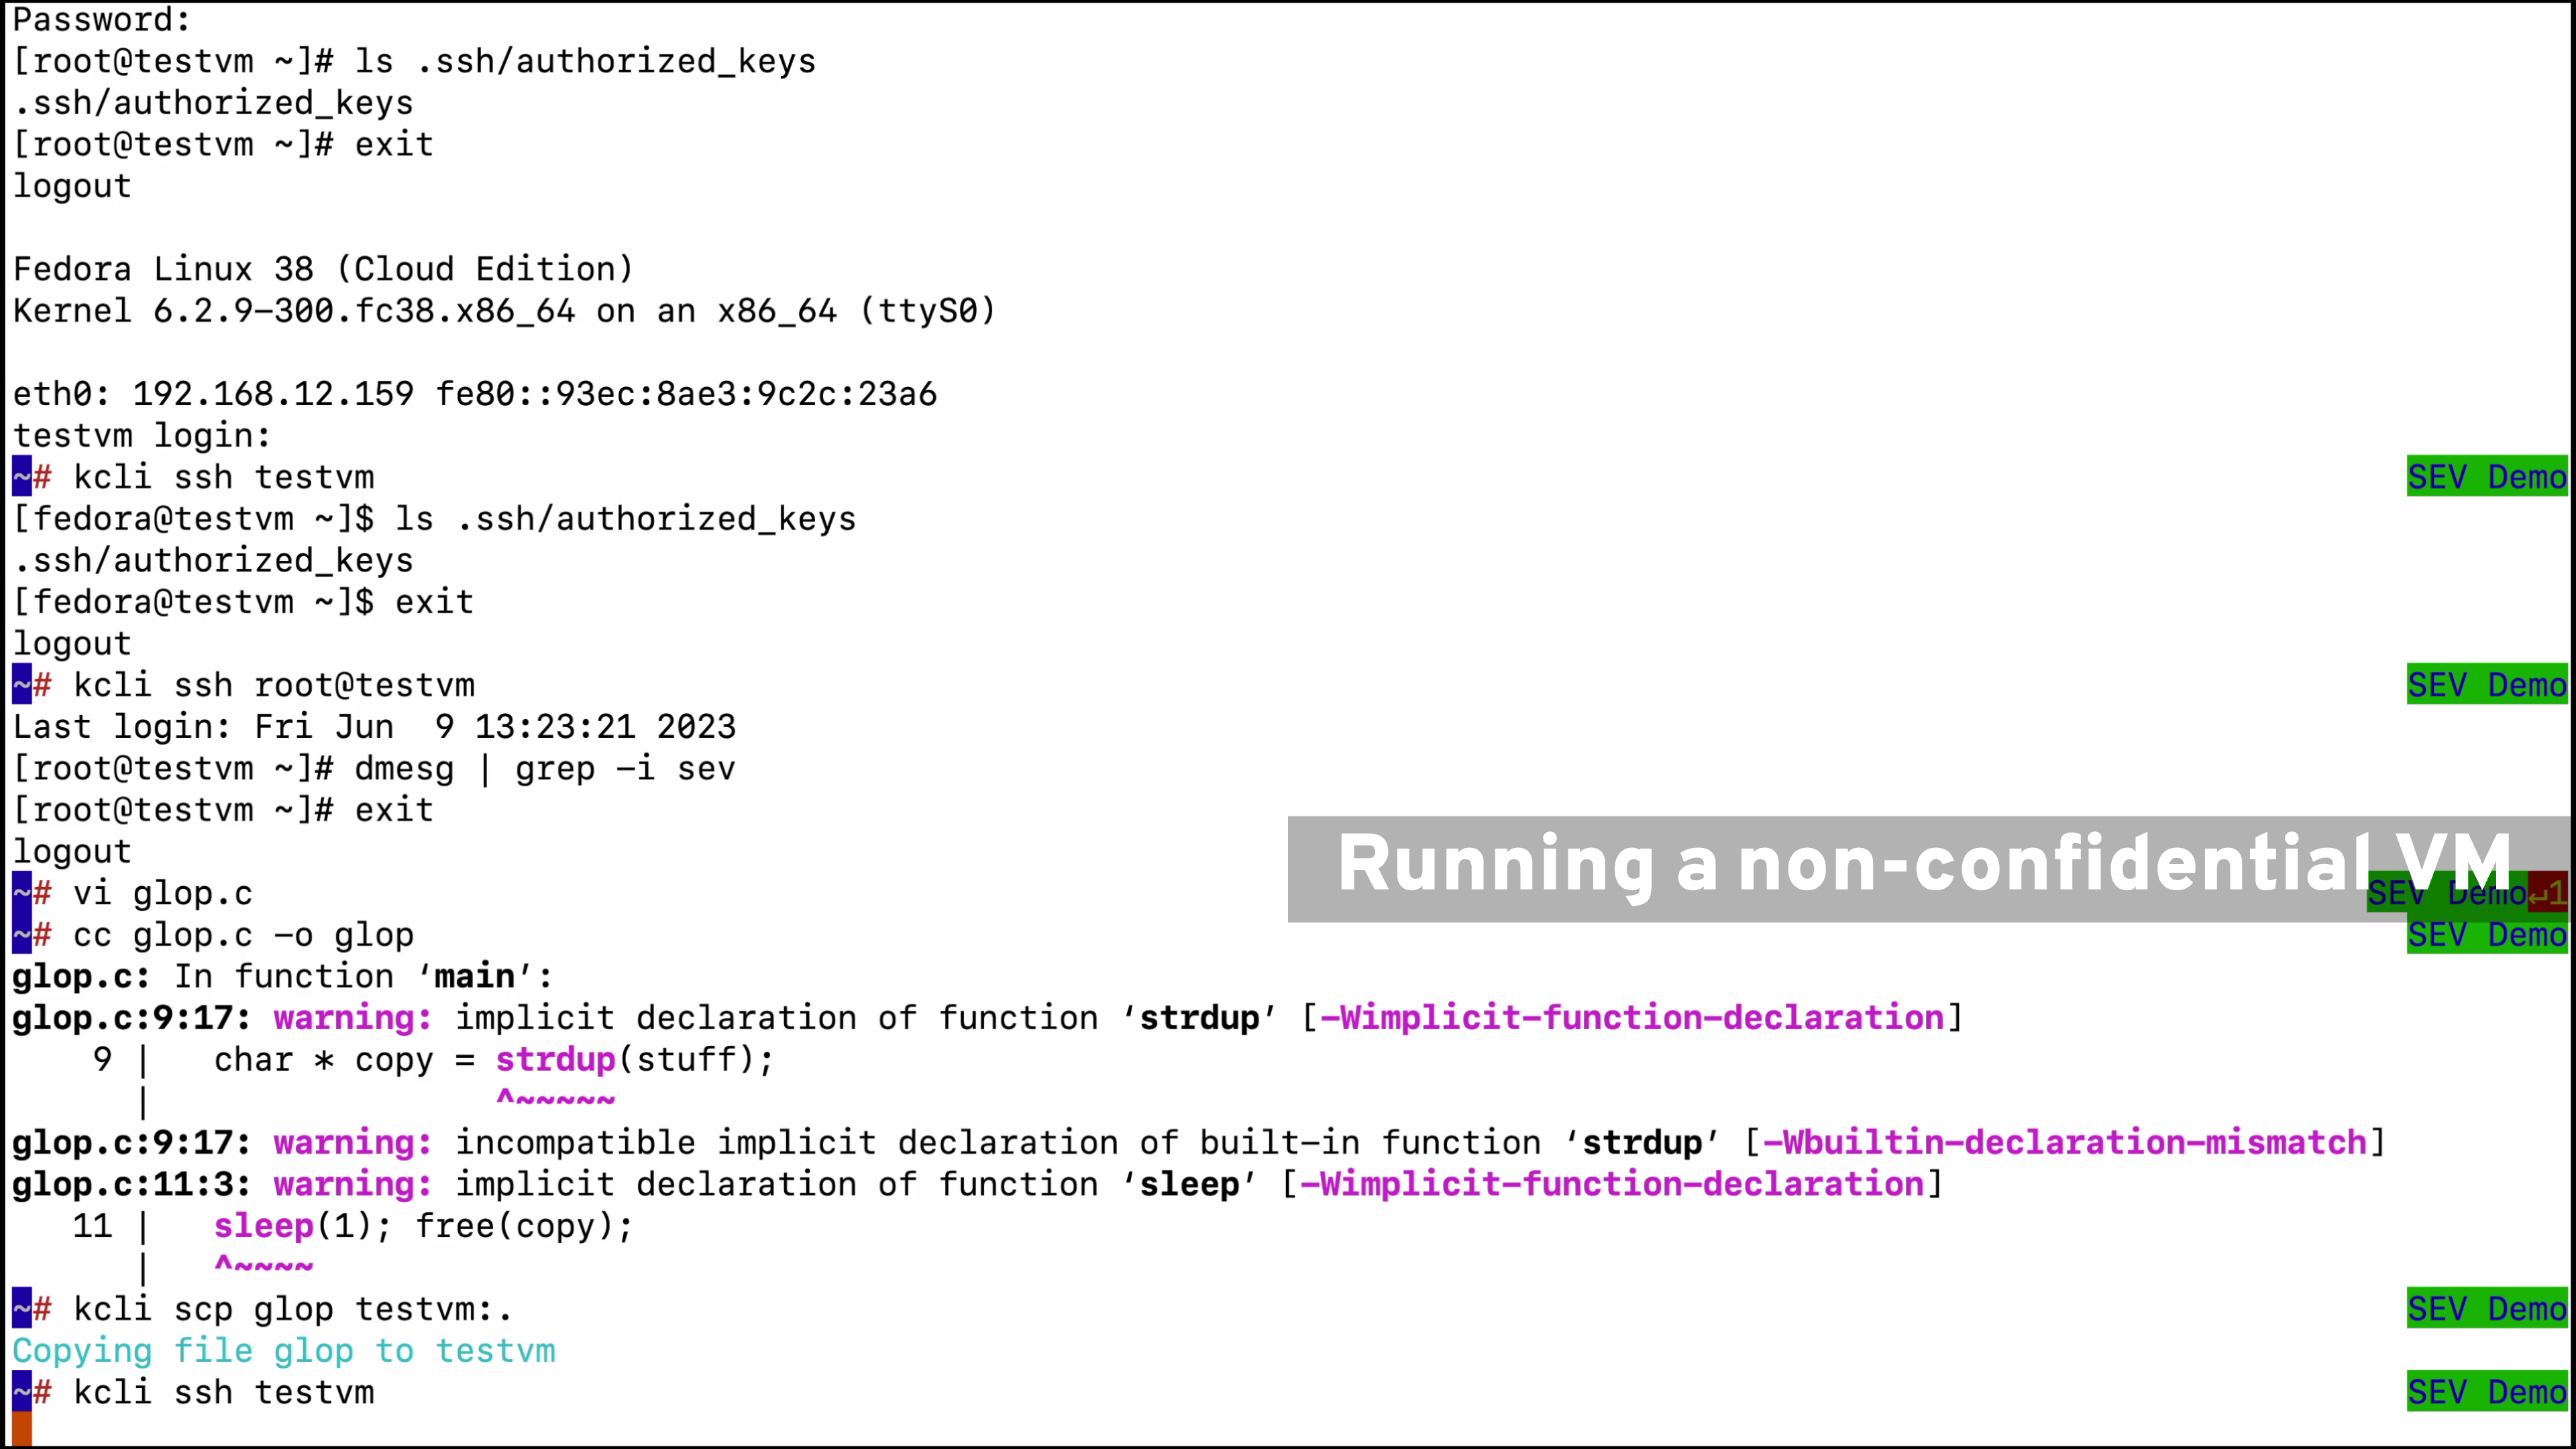 Password:
[root@testvm ~]# ls .ssh/authorized_keys
.ssh/authorized_keys
[root@testvm ~]# exit
logout
Fedora Linux 38 (Cloud Edition)
Kernel 6.2.9-300.fc38.x86_64 on an x86_64 (ttyS0)
eth0: 192.168.12.159 fe80::93ec:8ae3:9c2c:23a6
testvm login:
~# kcli ssh testvm SEV Demo
[fedora@testvm ~]$ ls .ssh/authorized_keys
.ssh/authorized_keys
[fedora@testvm ~]$ exit
logout
~# kcli ssh root@testvm SEV Demo
Last login: Fri Jun  9 13:23:21 2023
[root@testvm ~]# dmesg | grep -i sev
[root@testvm ~]# exit
logout
Running a non-confidential VM
~# vi glop.c SEV Demo↵1
~# cc glop.c -o glop SEV Demo
glop.c: In function ‘main’:
glop.c:9:17: warning: implicit declaration of function ‘strdup’ [-Wimplicit-function-declaration]
    9 |   char * copy = strdup(stuff);
      |                 ^~~~~~
glop.c:9:17: warning: incompatible implicit declaration of built-in function ‘strdup’ [-Wbuiltin-declaration-mismatch]
glop.c:11:3: warning: implicit declaration of function ‘sleep’ [-Wimplicit-function-declaration]
   11 |   sleep(1); free(copy);
      |   ^~~~~
~# kcli scp glop testvm:. SEV Demo
Copying file glop to testvm
~# kcli ssh testvm SEV Demo